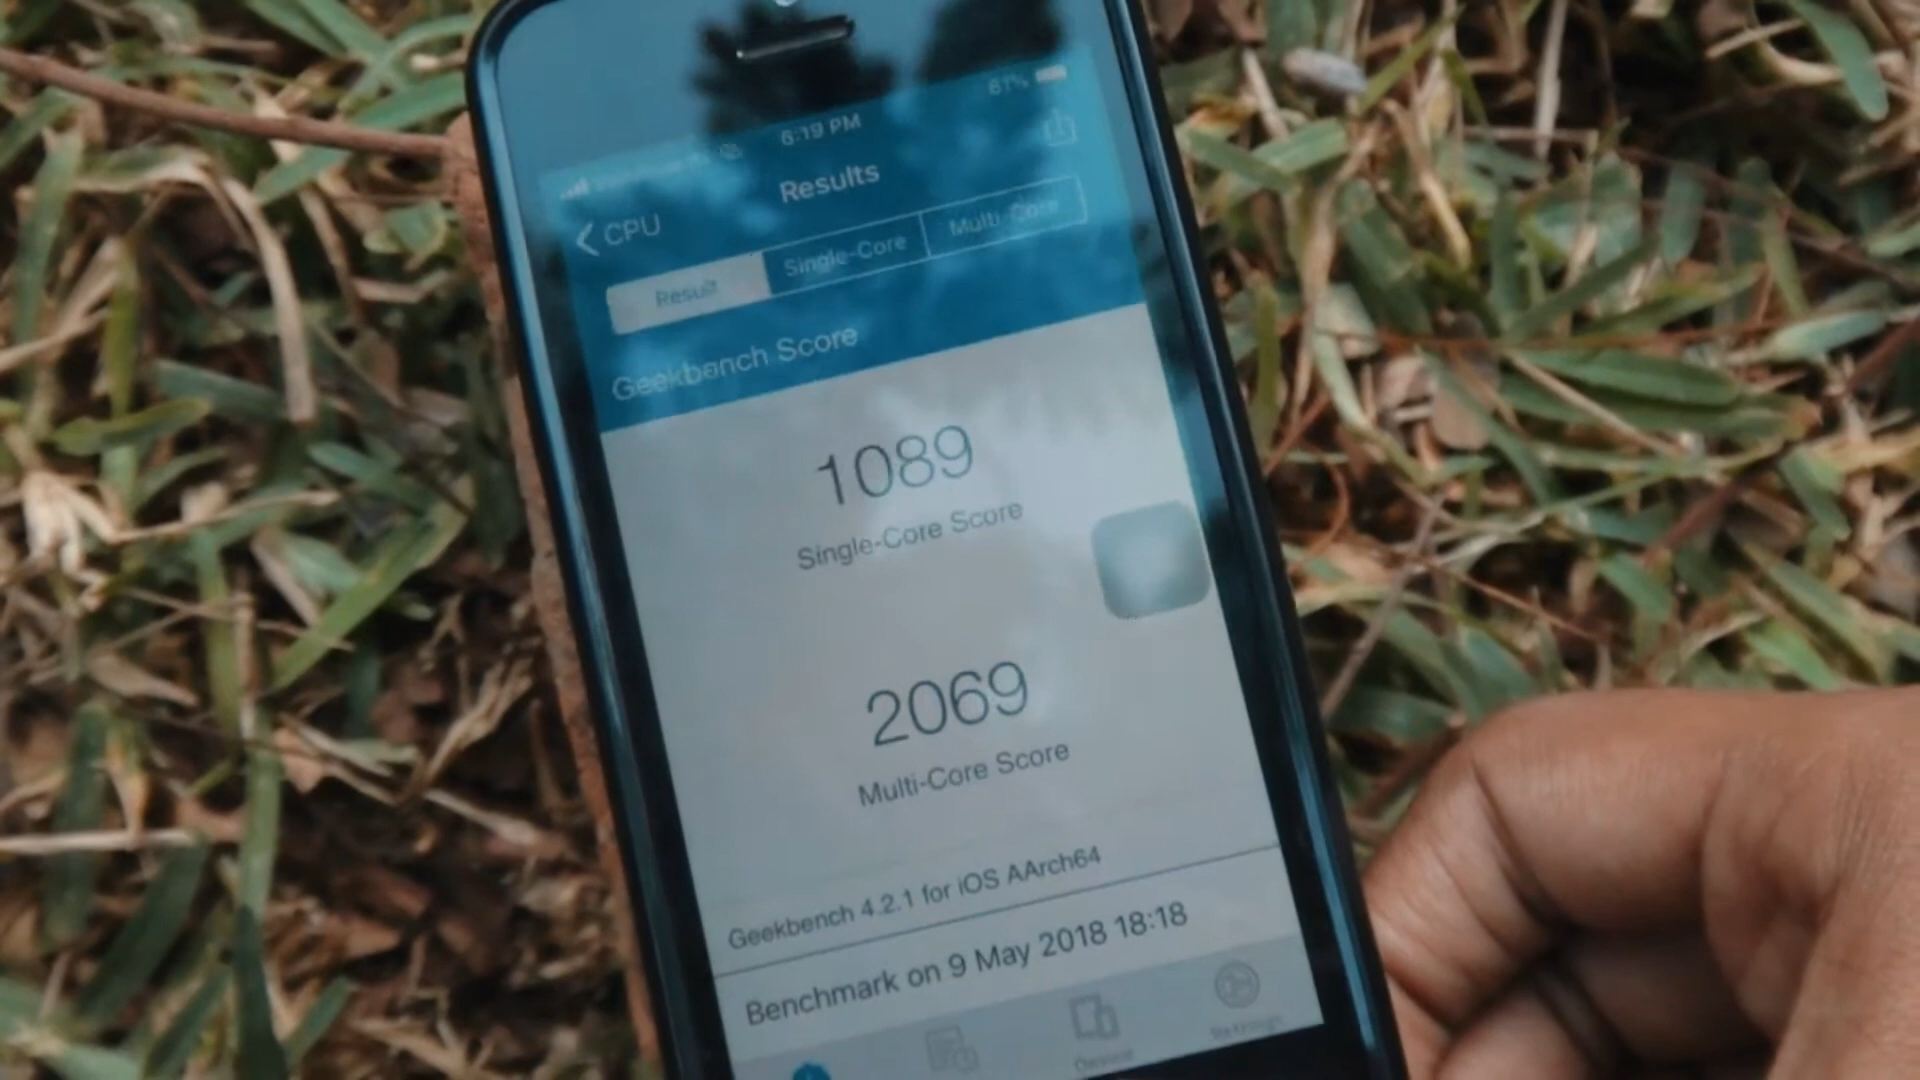 81%
6:19 PM
Results
CPU
Result Single-Core Multi-Core
Geekbench Score
1089
Single-Core Score
2069
Multi-Core Score
Geekbench 4.2.1 for iOS AArch64
Benchmark on 9 May 2018 18:18